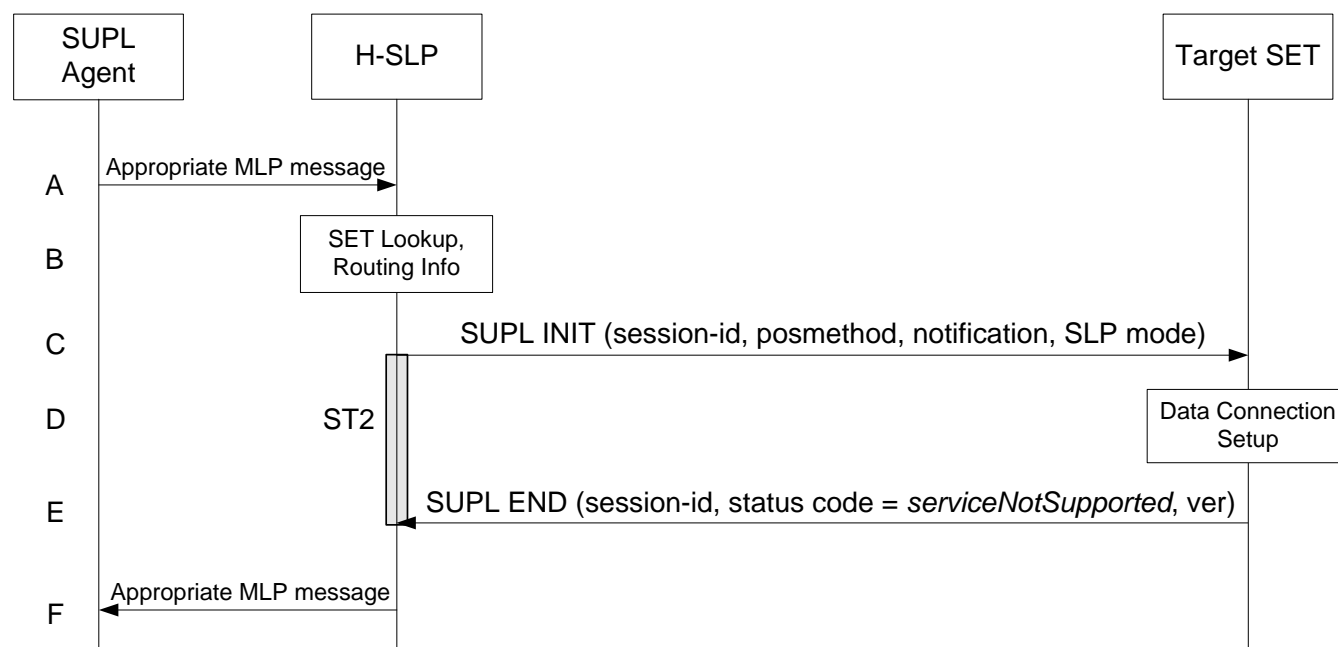 SUPL
Agent
H-SLP
Target SET
A
Appropriate MLP message
B
SET Lookup,
Routing Info
C
SUPL INIT (session-id, posmethod, notification, SLP mode)
D
ST2
Data Connection
Setup
E
SUPL END (session-id, status code = serviceNotSupported, ver)
F
Appropriate MLP message